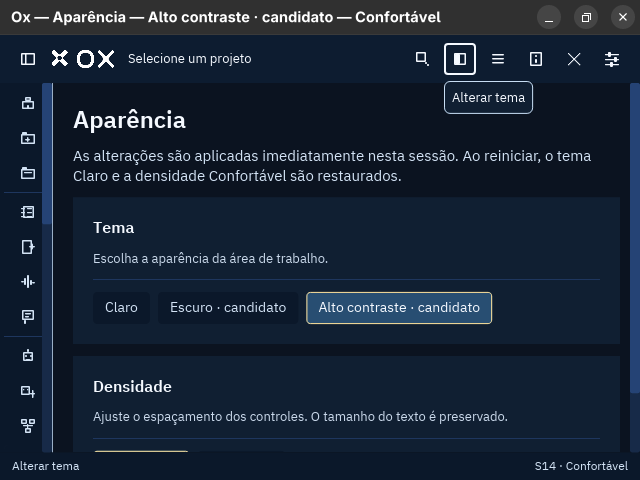 Ox — Aparência — Alto contraste · candidato — Confortável
OX Selecione um projeto
Alterar tema
Aparência
As alterações são aplicadas imediatamente nesta sessão. Ao reiniciar, o tema
Claro e a densidade Confortável são restaurados.
Tema
Escolha a aparência da área de trabalho.
Claro Escuro · candidato Alto contraste · candidato
Densidade
Ajuste o espaçamento dos controles. O tamanho do texto é preservado.
Alterar tema S14 · Confortável